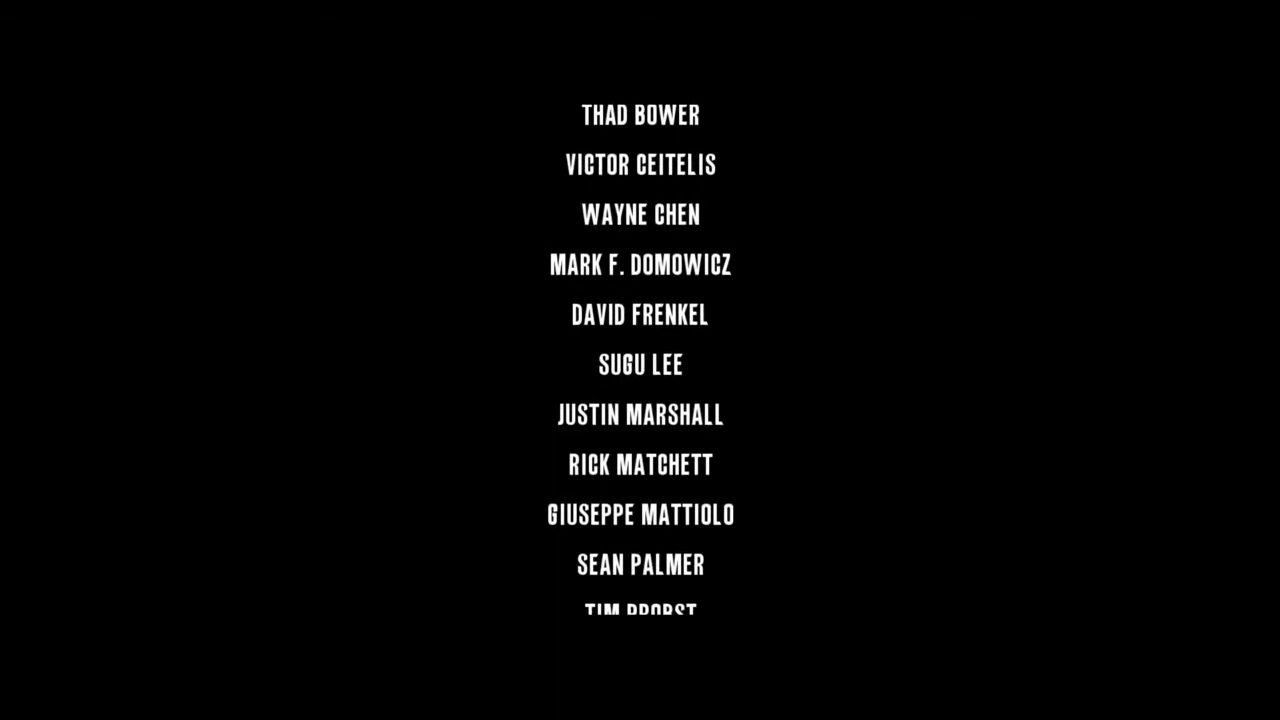 THAD BOWER
VICTOR CEITELIS
WAYNE CHEN
MARK F. DOMOWICZ
DAVID FRENKEL
SUGU LEE
JUSTIN MARSHALL
RICK MATCHETT
GIUSEPPE MATTIOLO
SEAN PALMER
TIM